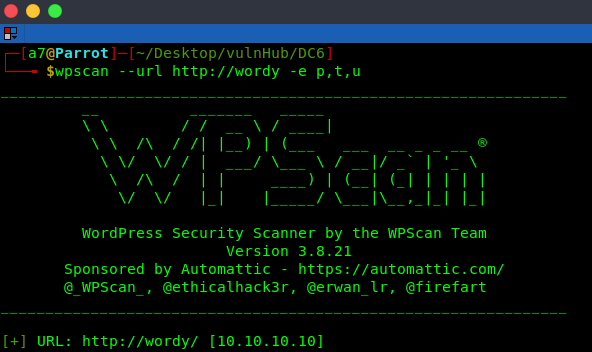 ┌─[a7@Parrot]─[~/Desktop/vulnHub/DC6]
└──╼ $wpscan --url http://wordy -e p,t,u
_______________________________________________________________
         __          _______   _____
         \ \        / /  __ \ / ____|
          \ \  /\  / /| |__) | (___   ___  __ _ _ __ ®
           \ \/  \/ / |  ___/ \___ \ / __|/ _` | '_ \
            \  /\  /  | |     ____) | (__| (_| | | | |
             \/  \/   |_|    |_____/ \___|\__,_|_| |_|
WordPress Security Scanner by the WPScan Team
Version 3.8.21
Sponsored by Automattic - https://automattic.com/
@_WPScan_, @ethicalhack3r, @erwan_lr, @firefart
_______________________________________________________________
[+] URL: http://wordy/ [10.10.10.10]